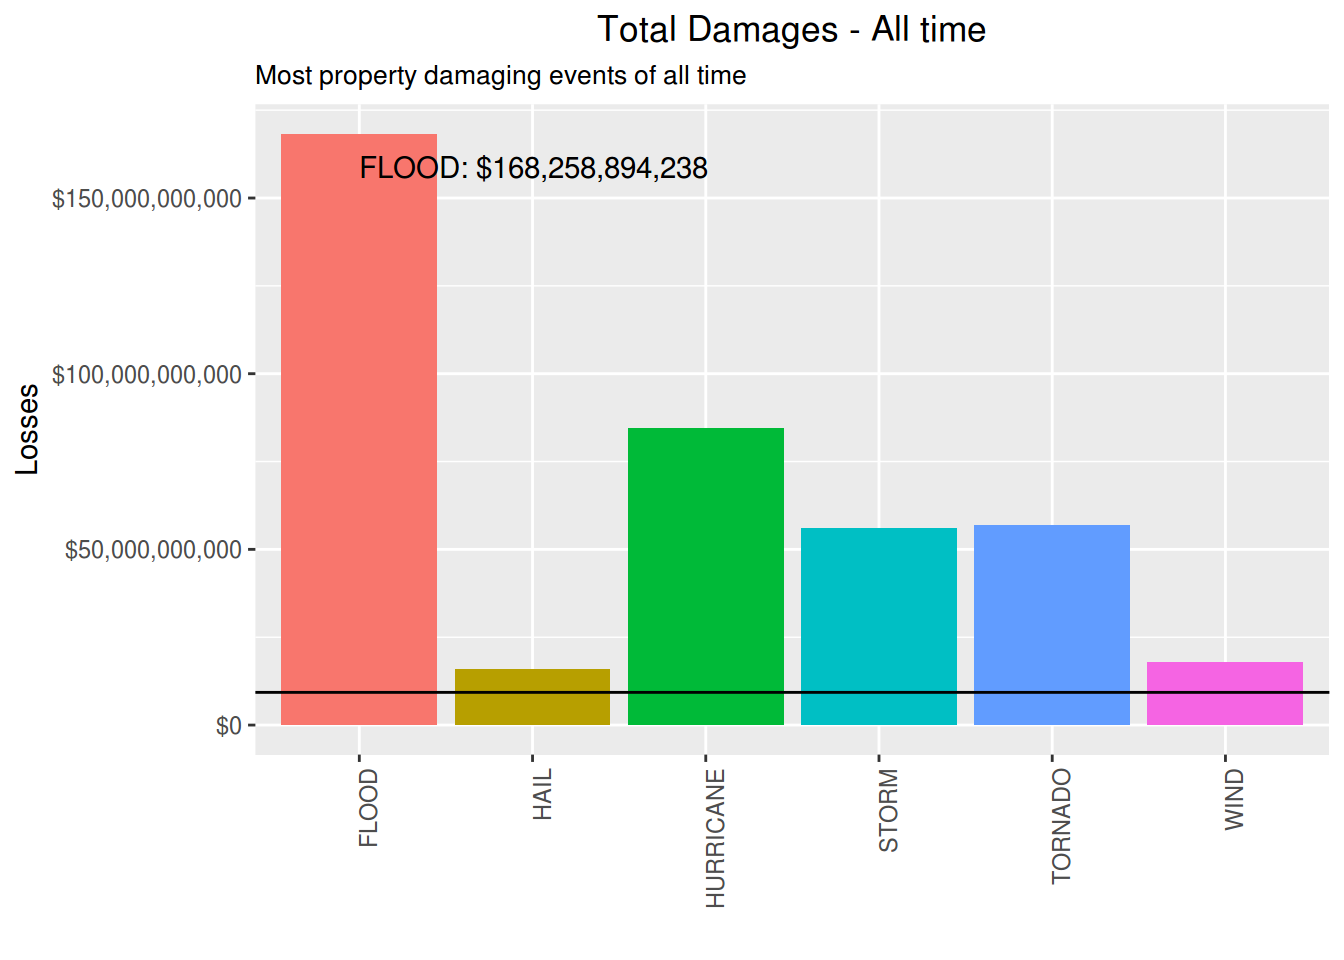 Total Damages - All time
Most property damaging events of all time
FLOOD: $168,258,894,238
$150,000,000,000
$100,000,000,000
$50,000,000,000
$0
Losses
FLOOD
HAIL
HURRICANE
STORM
TORNADO
WIND